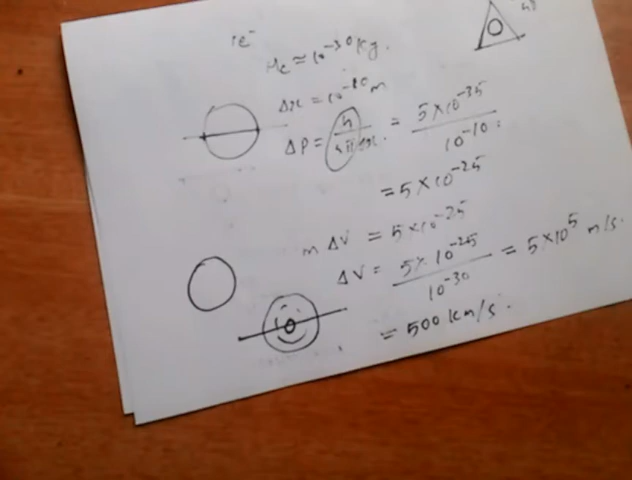 1e⁻
Me ≈ 10⁻³⁰ kg.
Δx = 10⁻¹⁰ m
ΔP = h / 4πΔx = 5×10⁻³⁵ / 10⁻¹⁰
= 5×10⁻²⁵
m ΔV = 5×10⁻²⁵
ΔV = 5×10⁻²⁵ / 10⁻³⁰ = 5×10⁵ m/s.
= 500 km/s.